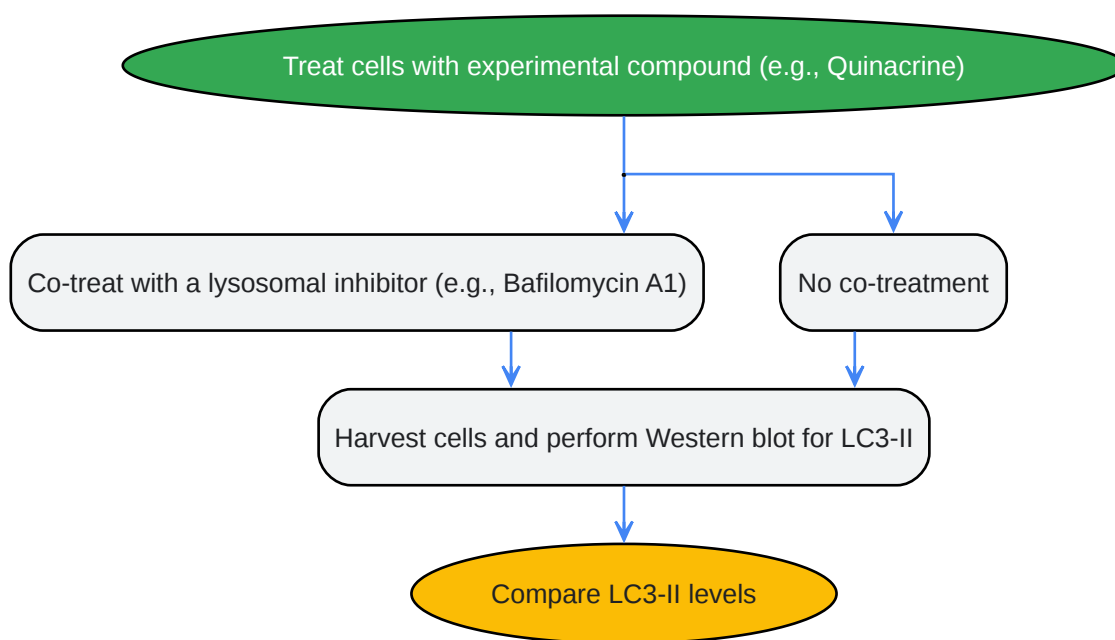 Treat cells with experimental compound (e.g., Quinacrine)
Co-treat with a lysosomal inhibitor (e.g., Bafilomycin A1)
No co-treatment
Harvest cells and perform Western blot for LC3-II
Compare LC3-II levels